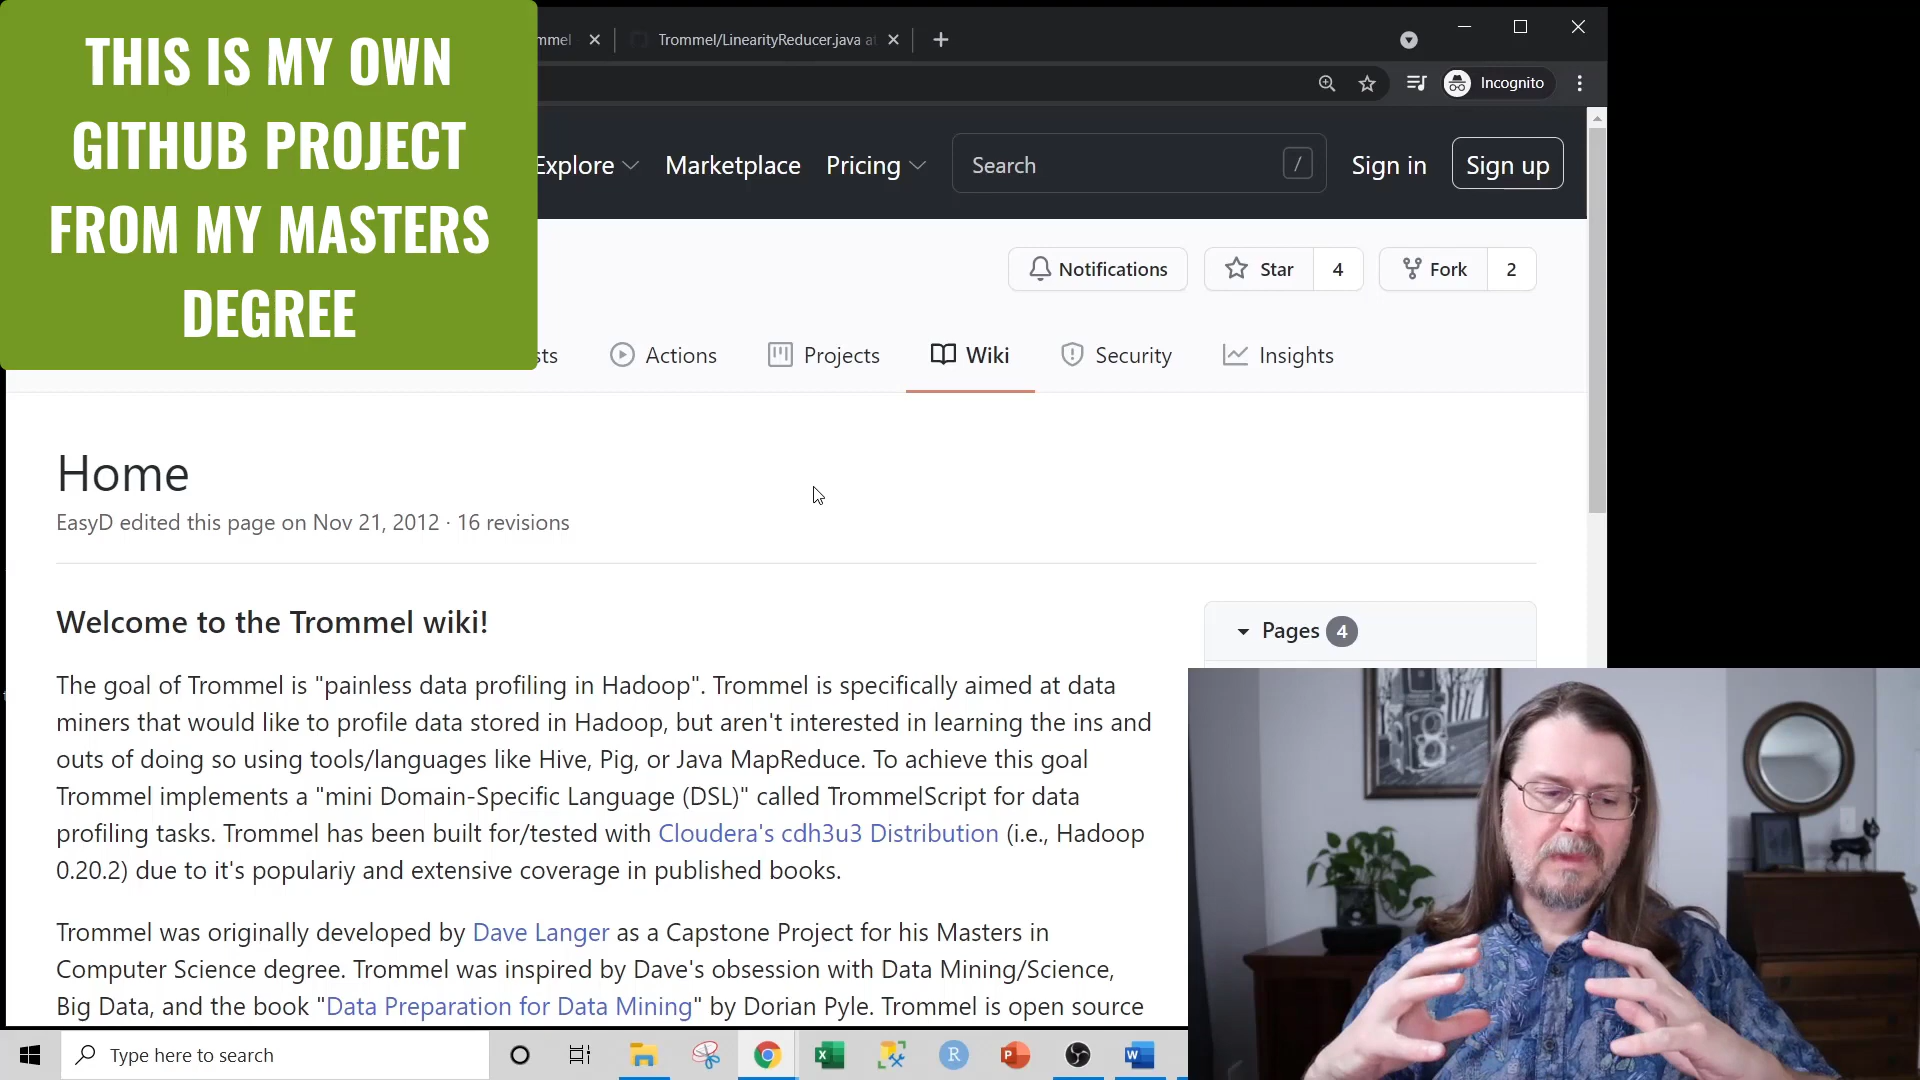 THIS IS MY OWN
GITHUB PROJECT
FROM MY MASTERS
DEGREE
mmel
Trommel/LinearityReducer.java at
Incognito
Explore
Marketplace
Pricing
Search
/
Sign in
Sign up
Notifications
Star
4
Fork
2
sts
Actions
Projects
Wiki
Security
Insights
Home
EasyD edited this page on Nov 21, 2012 · 16 revisions
Welcome to the Trommel wiki!
Pages 4
The goal of Trommel is "painless data profiling in Hadoop". Trommel is specifically aimed at data
miners that would like to profile data stored in Hadoop, but aren't interested in learning the ins and
outs of doing so using tools/languages like Hive, Pig, or Java MapReduce. To achieve this goal
Trommel implements a "mini Domain-Specific Language (DSL)" called TrommelScript for data
profiling tasks. Trommel has been built for/tested with Cloudera's cdh3u3 Distribution (i.e., Hadoop
0.20.2) due to it's populariy and extensive coverage in published books.
Trommel was originally developed by Dave Langer as a Capstone Project for his Masters in
Computer Science degree. Trommel was inspired by Dave's obsession with Data Mining/Science,
Big Data, and the book "Data Preparation for Data Mining" by Dorian Pyle. Trommel is open source
Type here to search
X
R
P
W